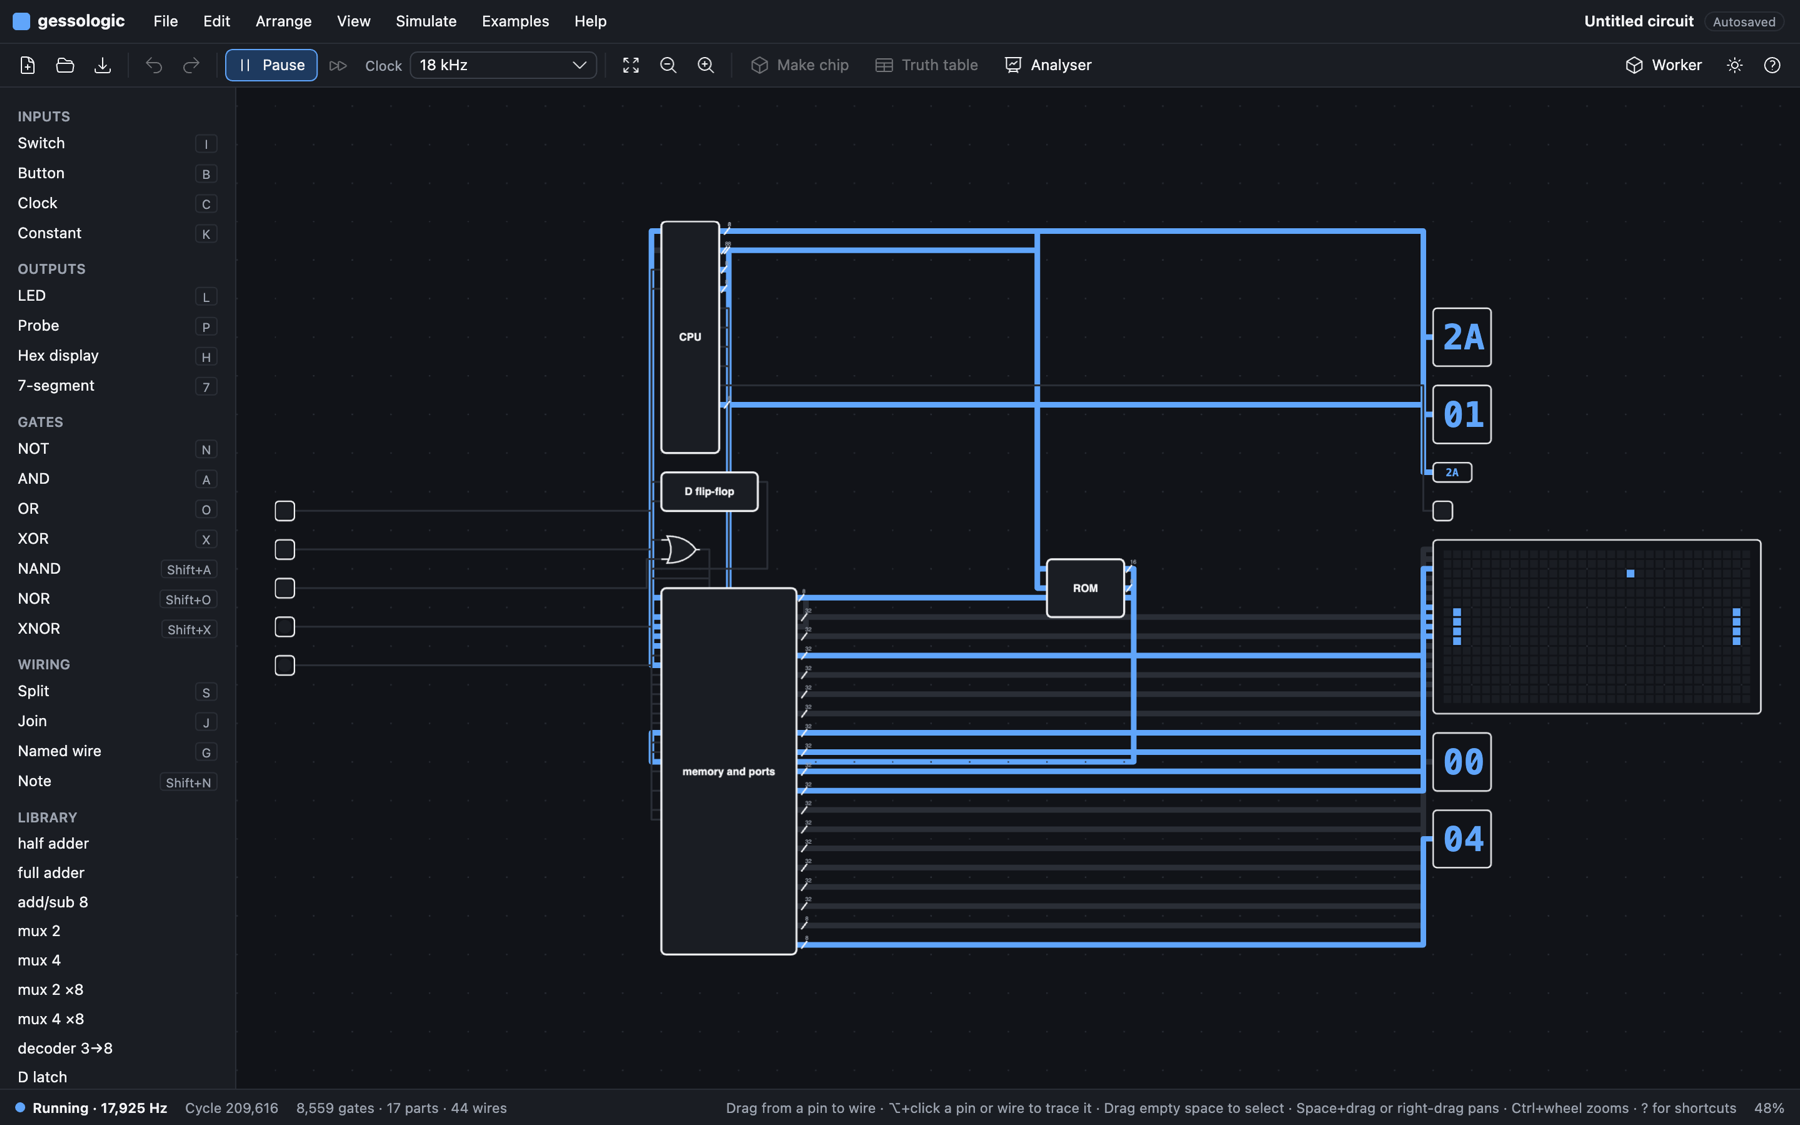 gessologic File Edit Arrange View Simulate Examples Help Untitled circuit Autosaved
Pause Clock 18 kHz Make chip Truth table Analyser Worker
INPUTS
Switch I
Button B
Clock C
Constant K
OUTPUTS
LED L
Probe P
Hex display H
7-segment 7
GATES
NOT N
AND A
OR O
XOR X
NAND Shift+A
NOR Shift+O
XNOR Shift+X
WIRING
Split S
Join J
Named wire G
Note Shift+N
LIBRARY
half adder
full adder
add/sub 8
mux 2
mux 4
mux 2 ×8
mux 4 ×8
decoder 3→8
D latch
CPU
D flip-flop
ROM
memory and ports
2A
01
2A
00
04
Running · 17,925 Hz Cycle 209,616 8,559 gates · 17 parts · 44 wires Drag from a pin to wire · ⌥+click a pin or wire to trace it · Drag empty space to select · Space+drag or right-drag pans · Ctrl+wheel zooms · ? for shortcuts 48%